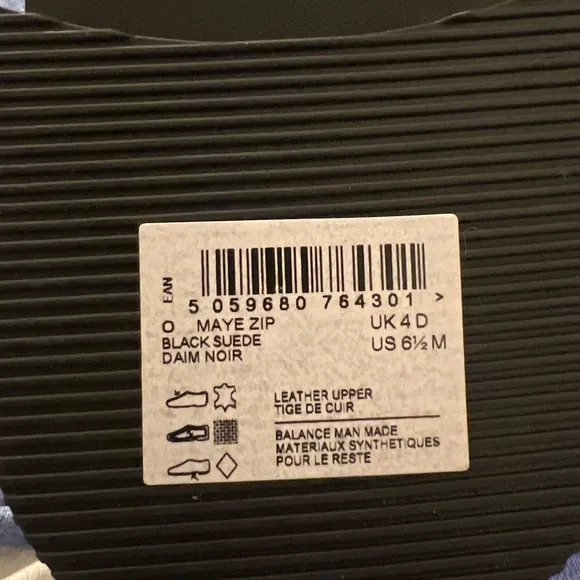 EAN
5 059680 764301 >
O MAYE ZIP UK 4 D
BLACK SUEDE US 6½ M
DAIM NOIR
LEATHER UPPER
TIGE DE CUIR
BALANCE MAN MADE
MATERIAUX SYNTHETIQUES
POUR LE RESTE